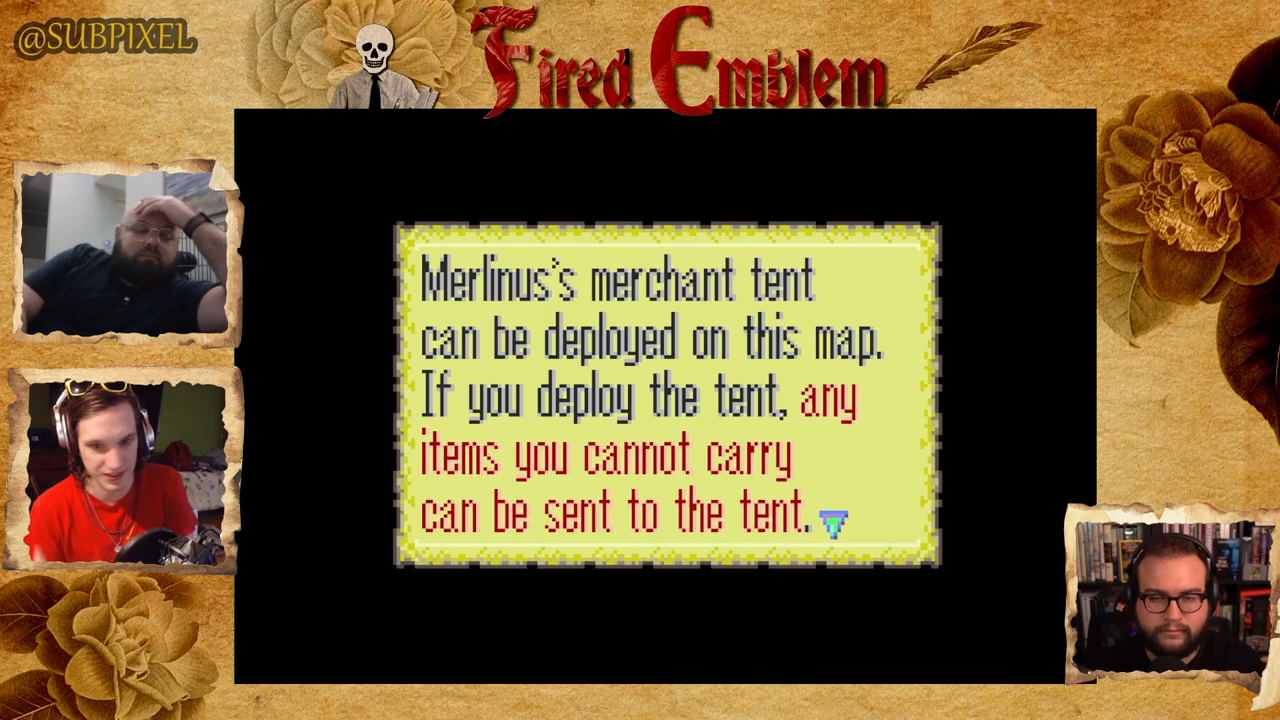 @SUBPIXEL
Fired Emblem
Merlinus's merchant tent
can be deployed on this map.
If you deploy the tent, any
items you cannot carry
can be sent to the tent.